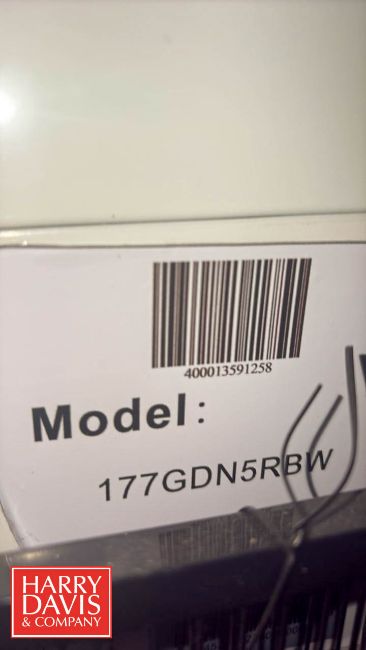 400013591258
Model:
177GDN5RBW
HARRY
DAVIS
& COMPANY